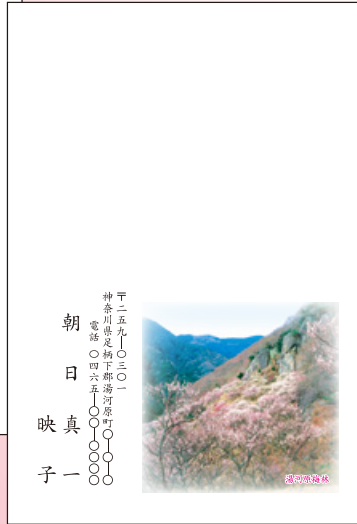 〒二五九―〇三〇一
神奈川県足柄下郡湯河原町〇―〇―〇
電話 〇四六五―〇〇―〇〇〇〇
朝日真一
映子
湯河原梅林